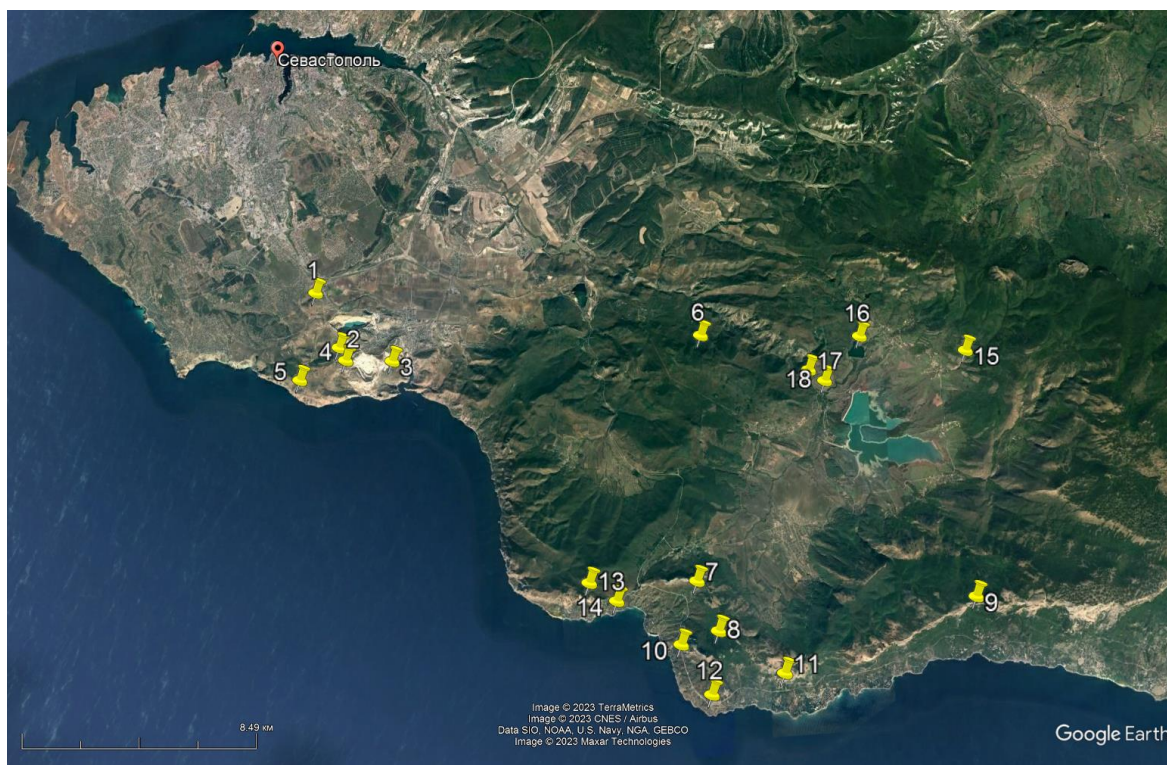 Севастополь
1
6
16
4 2
3
15
5
17
18
13
7
14
9
8
10
11
12
8.49 км
Image © 2023 TerraMetrics
Image © 2023 CNES / Airbus
Data SIO, NOAA, U.S. Navy, NGA, GEBCO
Image © 2023 Maxar Technologies
Google Earth